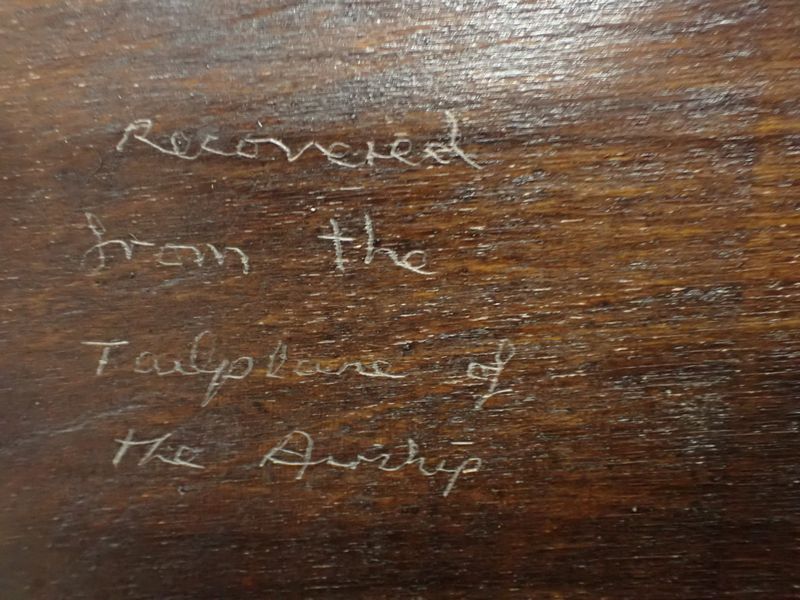 Recovered
from the
Tailplane of
the Airship